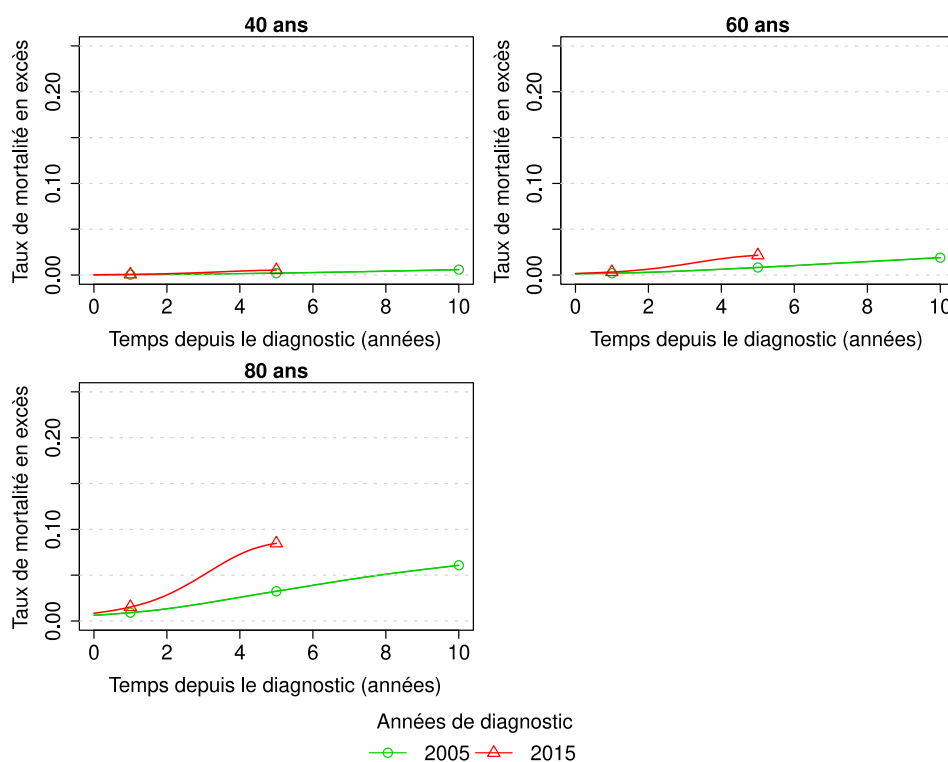 40 ans
Taux de mortalité en excès
0.00 0.10 0.20
0 2 4 6 8 10
Temps depuis le diagnostic (années)
60 ans
Taux de mortalité en excès
0.00 0.10 0.20
0 2 4 6 8 10
Temps depuis le diagnostic (années)
80 ans
Taux de mortalité en excès
0.00 0.10 0.20
0 2 4 6 8 10
Temps depuis le diagnostic (années)
Années de diagnostic
2005 2015